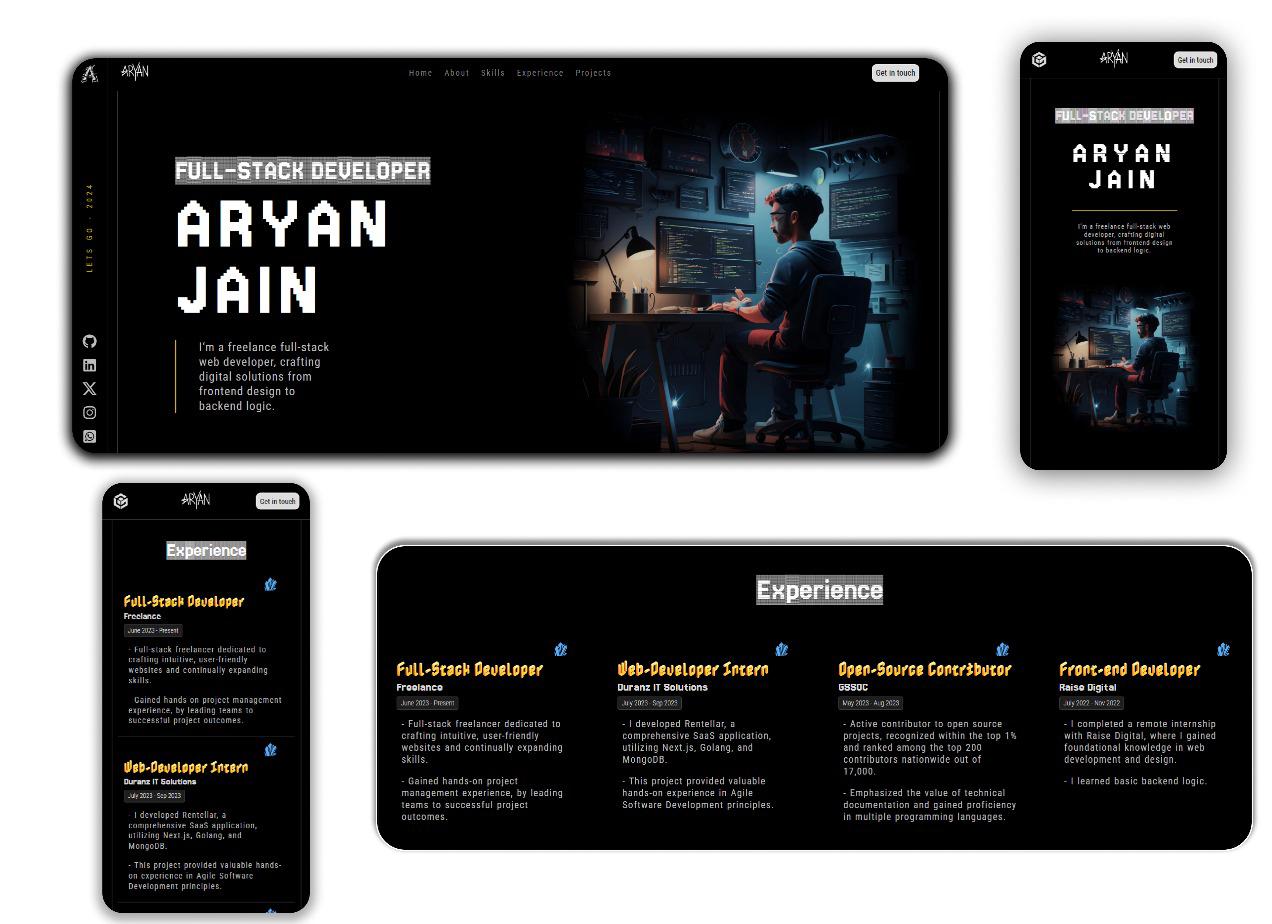 ARYAN
Home About Skills Experience Projects
Get in touch
LETS GO - 2024
FULL-STACK DEVELOPER
ARYAN
JAIN
I'm a freelance full-stack
web developer, crafting
digital solutions from
frontend design to
backend logic.
ARYAN
Get in touch
FULL-STACK DEVELOPER
ARYAN
JAIN
I'm a freelance full-stack web
developer, crafting digital
solutions from frontend design
to backend logic.
ARYAN
Get in touch
Experience
Full-Stack Developer
Freelance
June 2023 - Present
- Full-stack freelancer dedicated to
crafting intuitive, user-friendly
websites and continually expanding
skills.
Gained hands on project management
experience, by leading teams to
successful project outcomes.
Web-Developer Intern
Duranz IT Solutions
July 2023 - Sep 2023
- I developed Rentellar, a
comprehensive SaaS application,
utilizing Next.js, Golang, and
MongoDB.
- This project provided valuable hands-
on experience in Agile Software
Development principles.
Experience
Full-Stack Developer
Freelance
June 2023 - Present
- Full-stack freelancer dedicated to
crafting intuitive, user-friendly
websites and continually expanding
skills.
- Gained hands-on project
management experience, by leading
teams to successful project
outcomes.
Web-Developer Intern
Duranz IT Solutions
July 2023 - Sep 2023
- I developed Rentellar, a
comprehensive SaaS application,
utilizing Next.js, Golang, and
MongoDB.
- This project provided valuable
hands-on experience in Agile
Software Development principles.
Open-Source Contributor
GSSOC
May 2023 - Aug 2023
- Active contributor to open source
projects, recognized within the top 1%
and ranked among the top 200
contributors nationwide out of
17,000.
- Emphasized the value of technical
documentation and gained proficiency
in multiple programming languages.
Front-end Developer
Raise Digital
July 2022 - Nov 2022
- I completed a remote internship
with Raise Digital, where I gained
foundational knowledge in web
development and design.
- I learned basic backend logic.